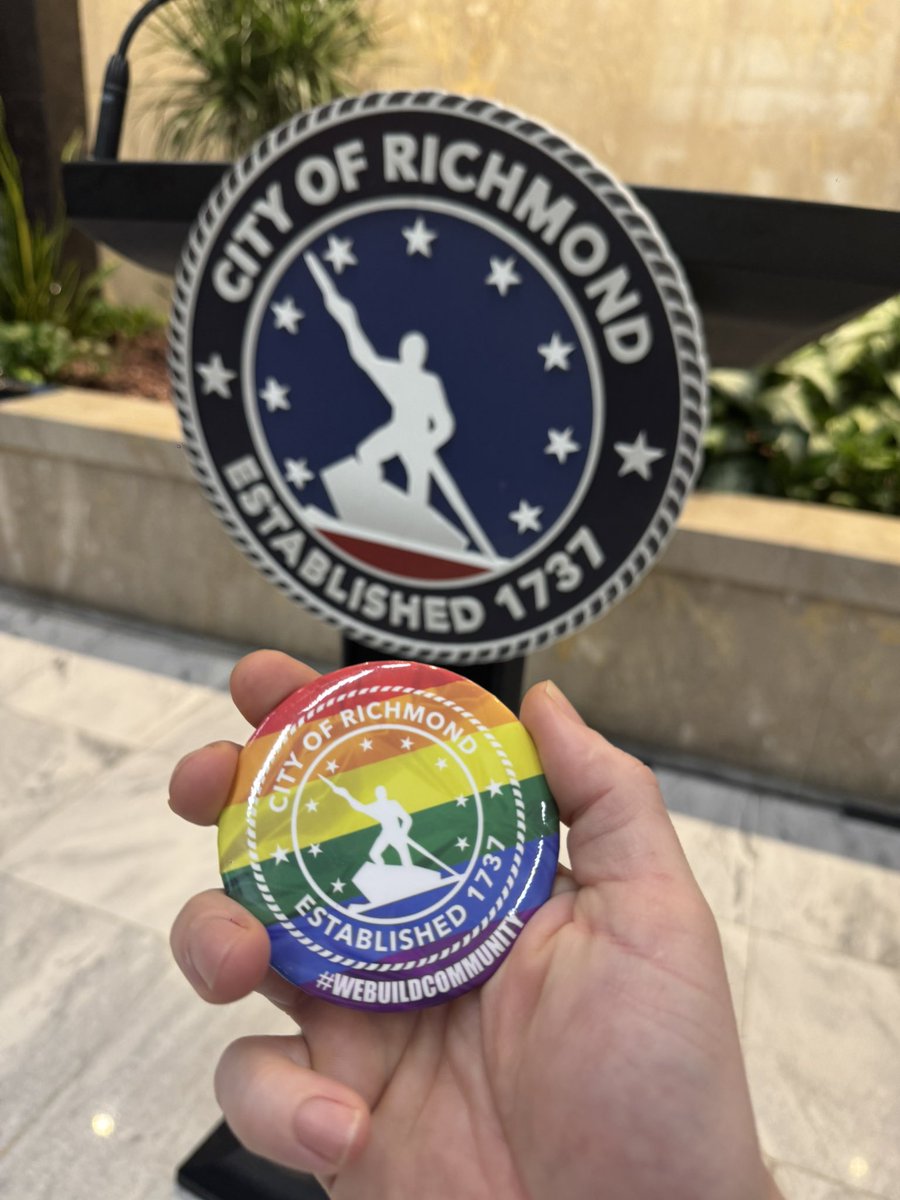 CITY OF RICHMOND
ESTABLISHED 1737
CITY OF RICHMOND
ESTABLISHED 1737
#WEBUILDCOMMUNITY